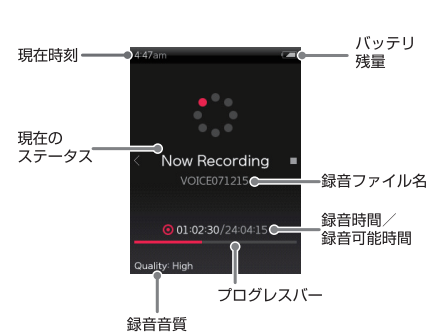 現在時刻
4:47am
バッテリ
残量
現在の
ステータス
Now Recording
VOICE071215
録音ファイル名
01:02:30/24:04:15
録音時間／
録音可能時間
Quality: High
プログレスバー
録音音質